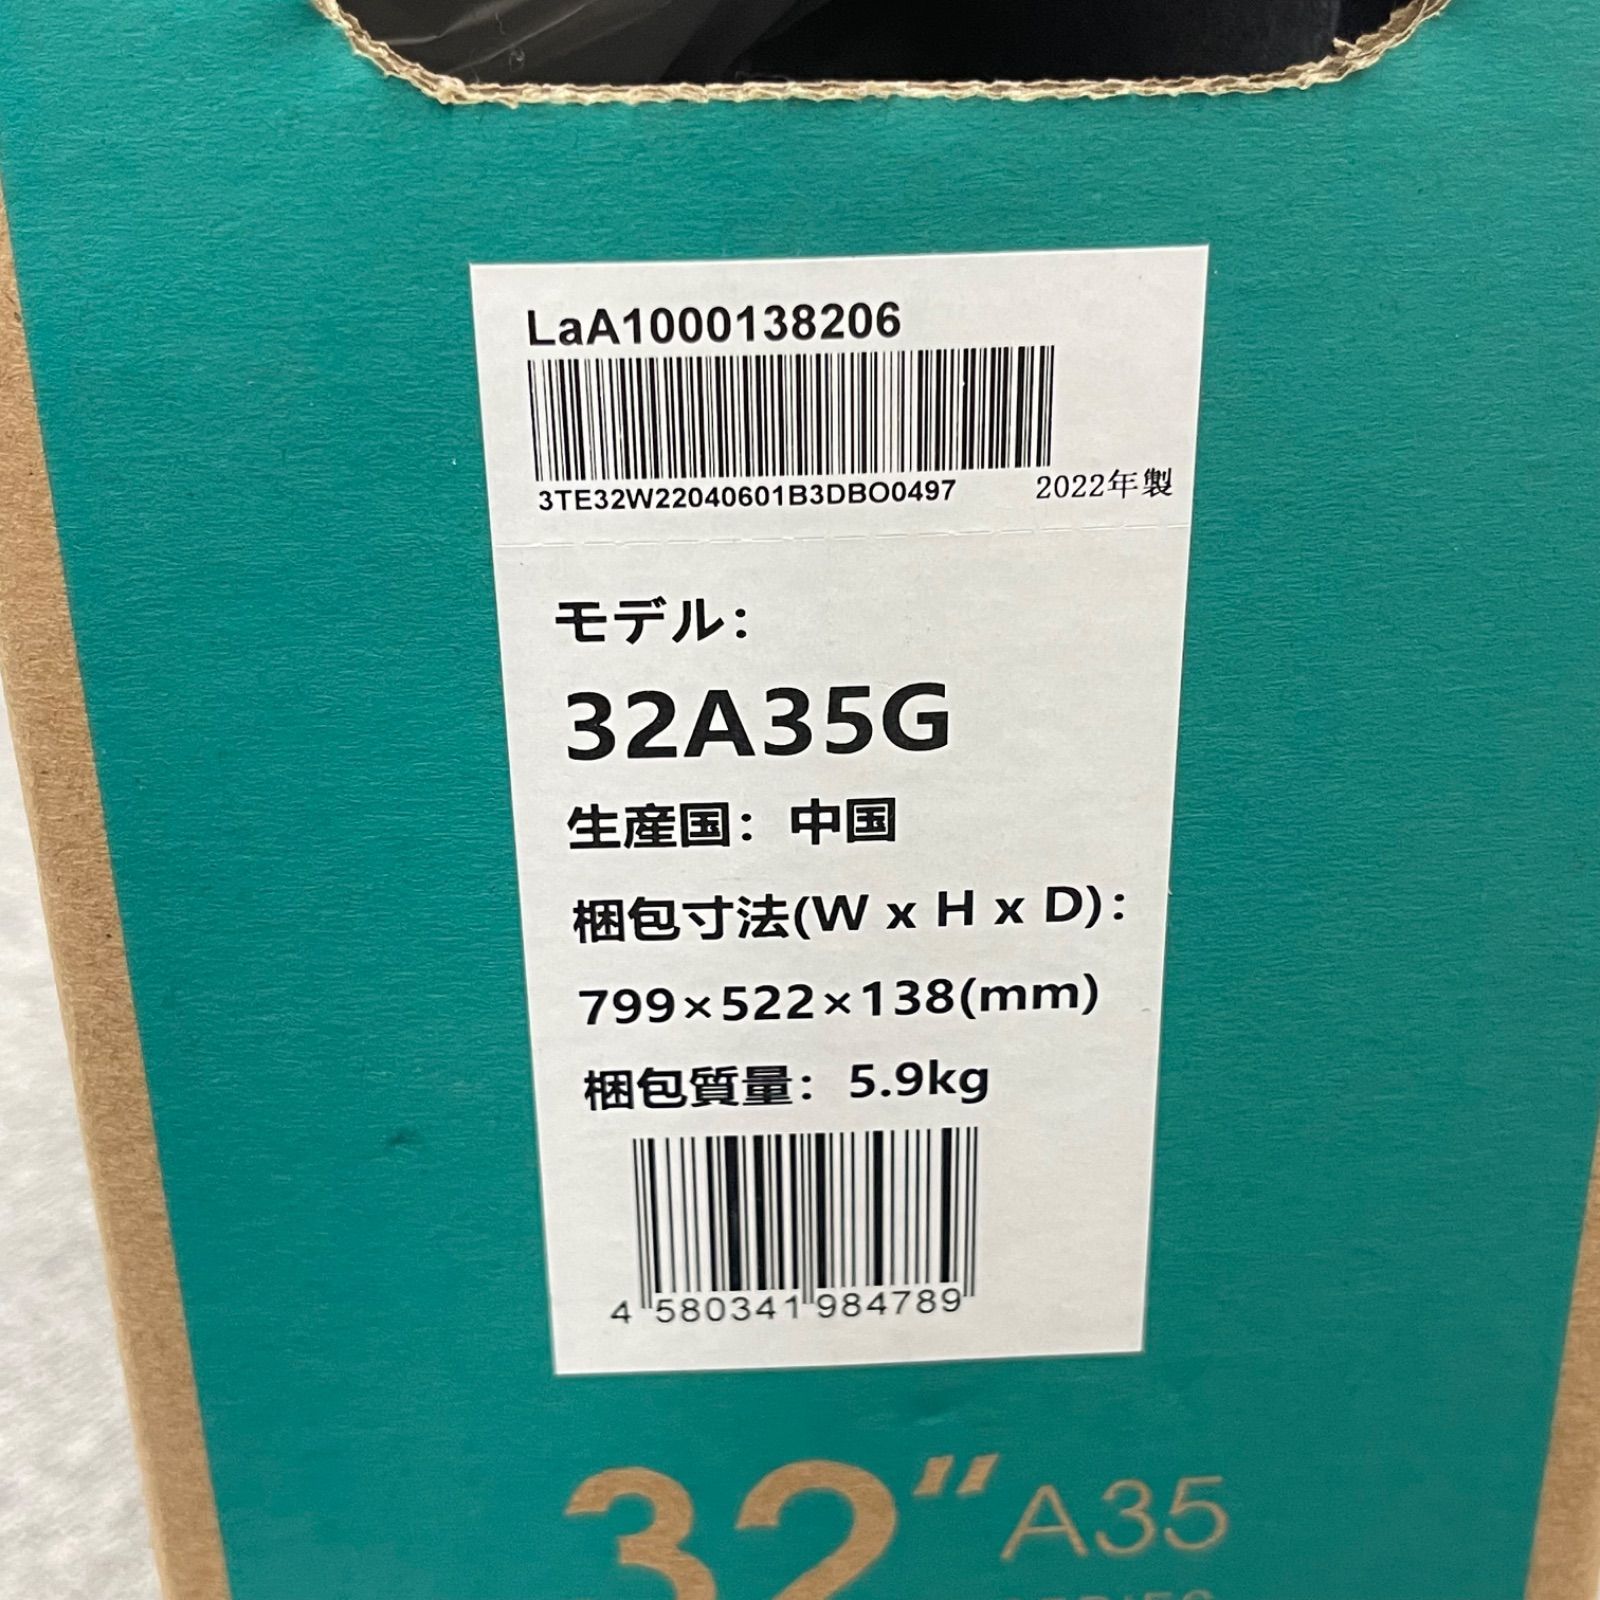 LaA1000138206
3TE32W22040601B3DBO0497
2022年製
モデル：
32A35G
生産国：中国
梱包寸法(W x H x D)：
799×522×138(mm)
梱包質量：5.9kg
4 580341 984789
32" A35
SERIES